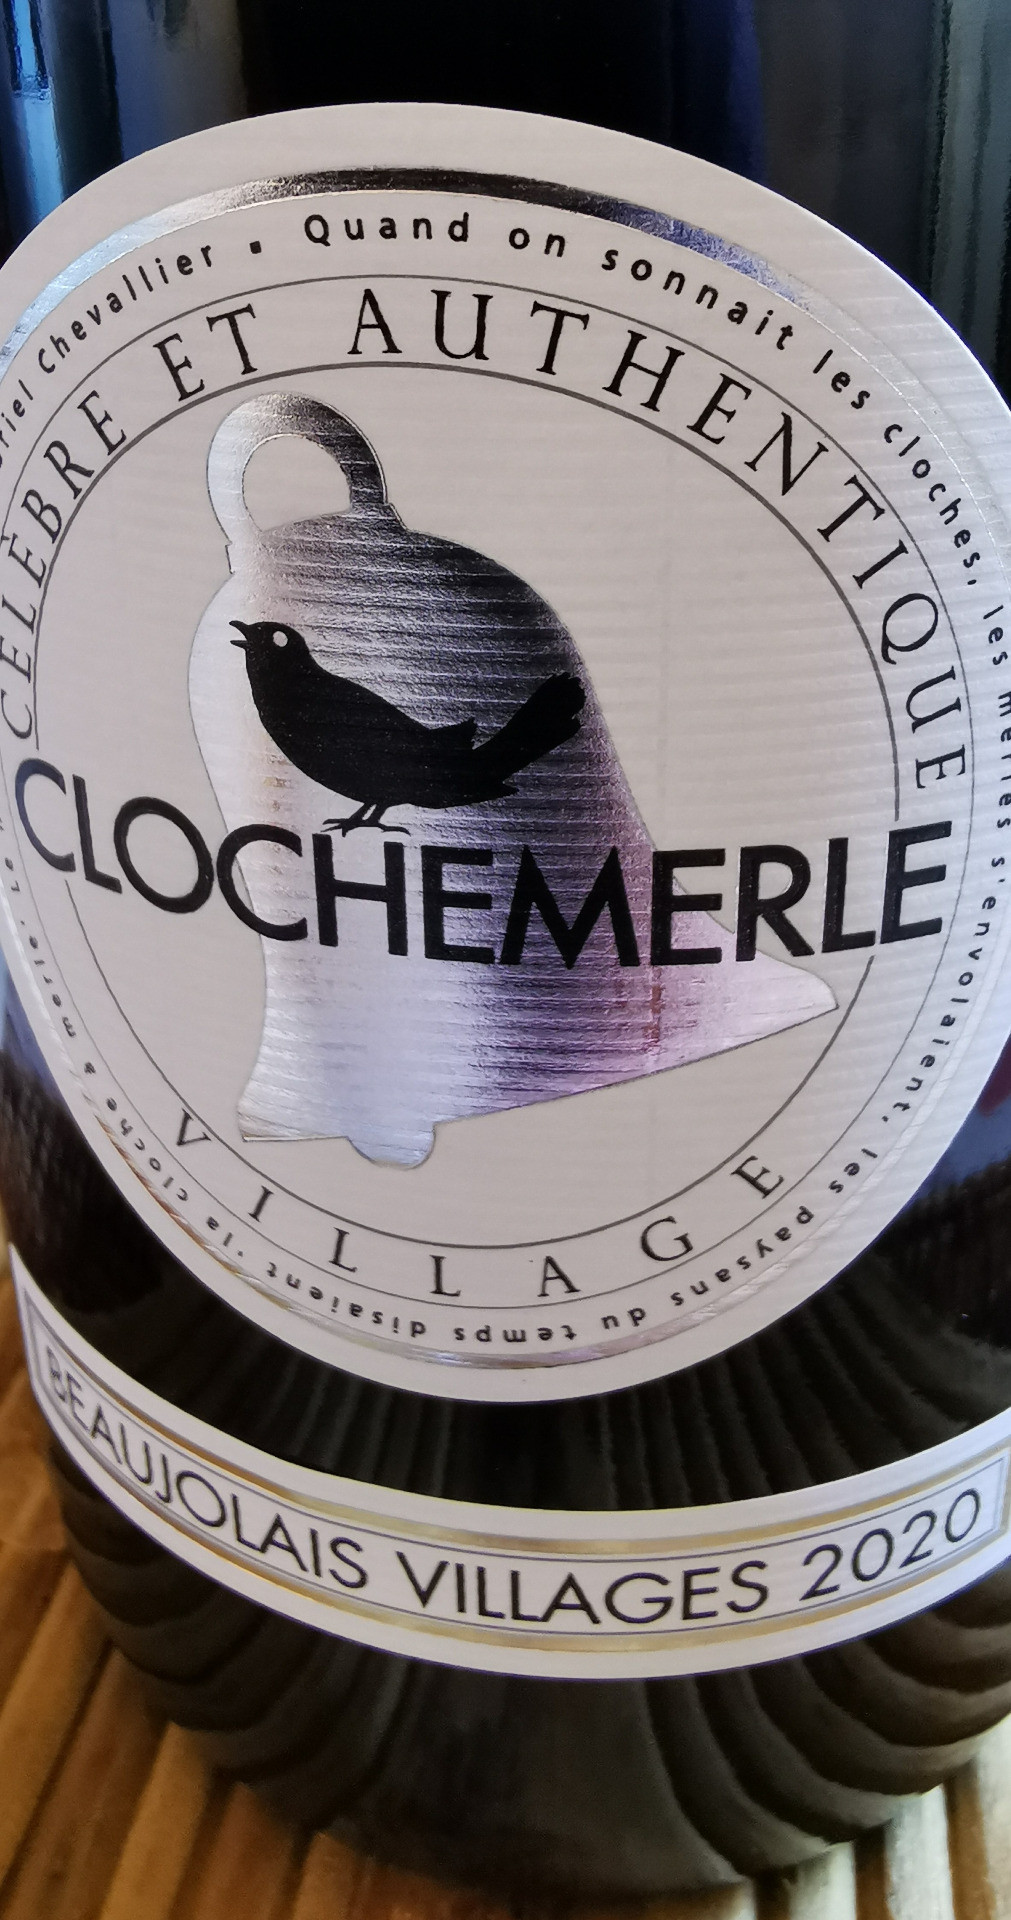 Chevallier ▪ Quand on sonnait les cloches, les merles s'envolaient, les paysans du temps disaient "la cloche à merle. Le
CÉLÈBRE ET AUTHENTIQUE
CLOCHEMERLE
VILLAGE
BEAUJOLAIS VILLAGES 2020